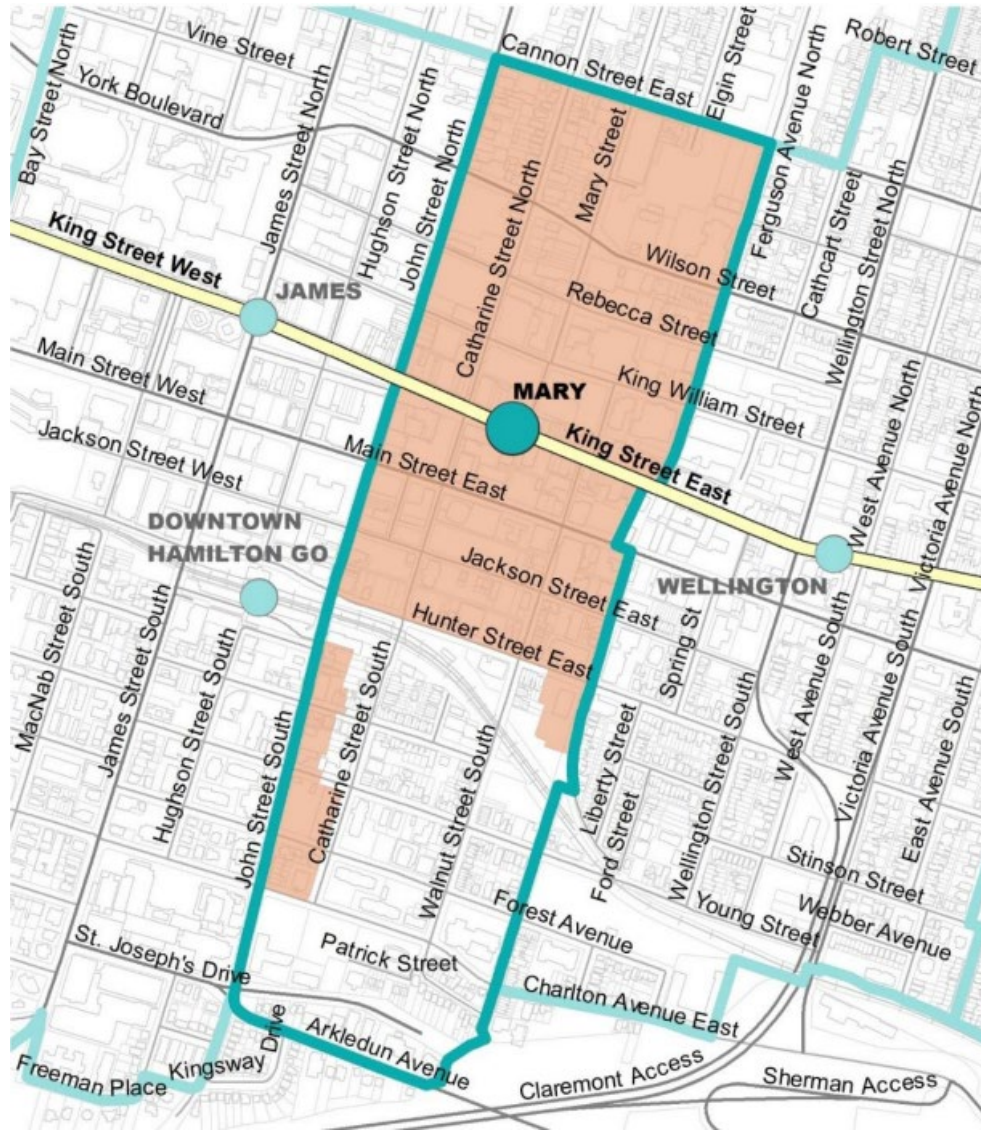 Vine Street
Cannon Street East
Elgin Street
Robert Street
York Boulevard
Bay Street North
James Street North
Hughson Street North
John Street North
Catharine Street North
Mary Street
Ferguson Avenue North
Cathcart Street
Wellington Street North
Wilson Street
Rebecca Street
King William Street
King Street West
JAMES
MARY
King Street East
Main Street West
Main Street East
Jackson Street West
DOWNTOWN
HAMILTON GO
Jackson Street East
Hunter Street East
WELLINGTON
West Avenue North
Victoria Avenue North
MacNab Street South
James Street South
Hughson Street South
John Street South
Catharine Street South
Walnut Street South
Liberty Street
Ford Street
Spring St
Wellington Street South
West Avenue South
Victoria Avenue South
East Avenue South
Stinson Street
Webber Avenue
Young Street
Forest Avenue
Patrick Street
St. Joseph's Drive
Charlton Avenue East
Arkledun Avenue
Kingsway Drive
Freeman Place
Claremont Access
Sherman Access